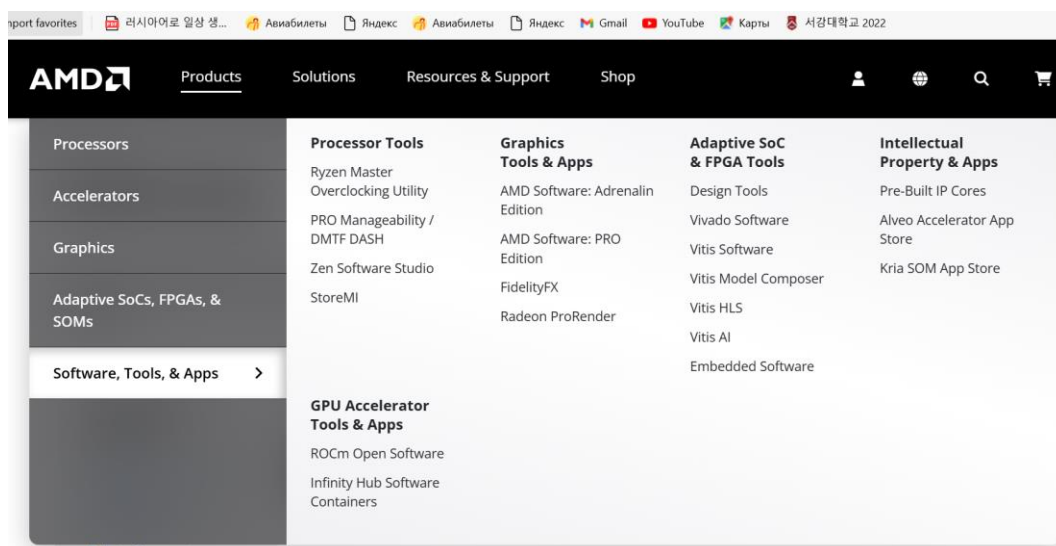 nport favorites 러시아어로 일상 생... Авиабилеты Яндекс Авиабилеты Яндекс Gmail YouTube Карты 서강대학교 2022
AMD Products Solutions Resources & Support Shop
Processors
Accelerators
Graphics
Adaptive SoCs, FPGAs, &
SOMs
Software, Tools, & Apps
Processor Tools
Ryzen Master
Overclocking Utility
PRO Manageability /
DMTF DASH
Zen Software Studio
StoreMI
Graphics
Tools & Apps
AMD Software: Adrenalin
Edition
AMD Software: PRO
Edition
FidelityFX
Radeon ProRender
Adaptive SoC
& FPGA Tools
Design Tools
Vivado Software
Vitis Software
Vitis Model Composer
Vitis HLS
Vitis AI
Embedded Software
Intellectual
Property & Apps
Pre-Built IP Cores
Alveo Accelerator App
Store
Kria SOM App Store
GPU Accelerator
Tools & Apps
ROCm Open Software
Infinity Hub Software
Containers